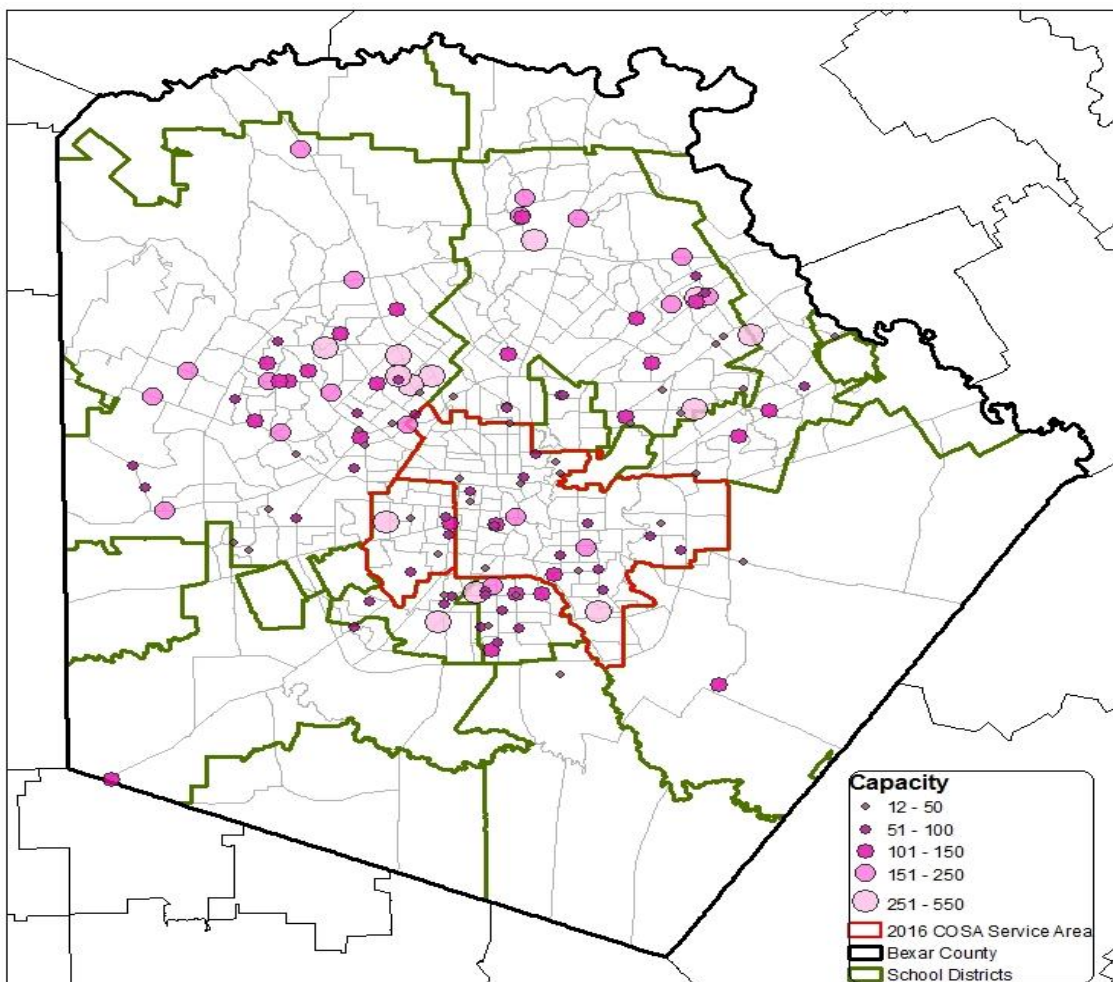 Capacity
12 - 50
51 - 100
101 - 150
151 - 250
251 - 550
2016 COSA Service Area
Bexar County
School Districts